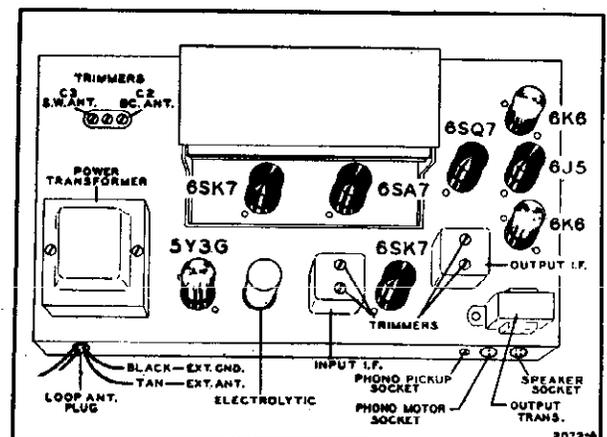 TRIMMERS
C3 C2
S.W.ANT. BC.ANT.
POWER
TRANSFORMER
6SK7
6SA7
6SQ7
6K6
6J5
6K6
5Y3G
6SK7
OUTPUT I.F.
TRIMMERS
BLACK—EXT.GND.
TAN—EXT.ANT.
LOOP ANT.
PLUG
ELECTROLYTIC
INPUT I.F.
PHONO PICKUP
SOCKET
PHONO MOTOR
SOCKET
SPEAKER
SOCKET
OUTPUT
TRANS.